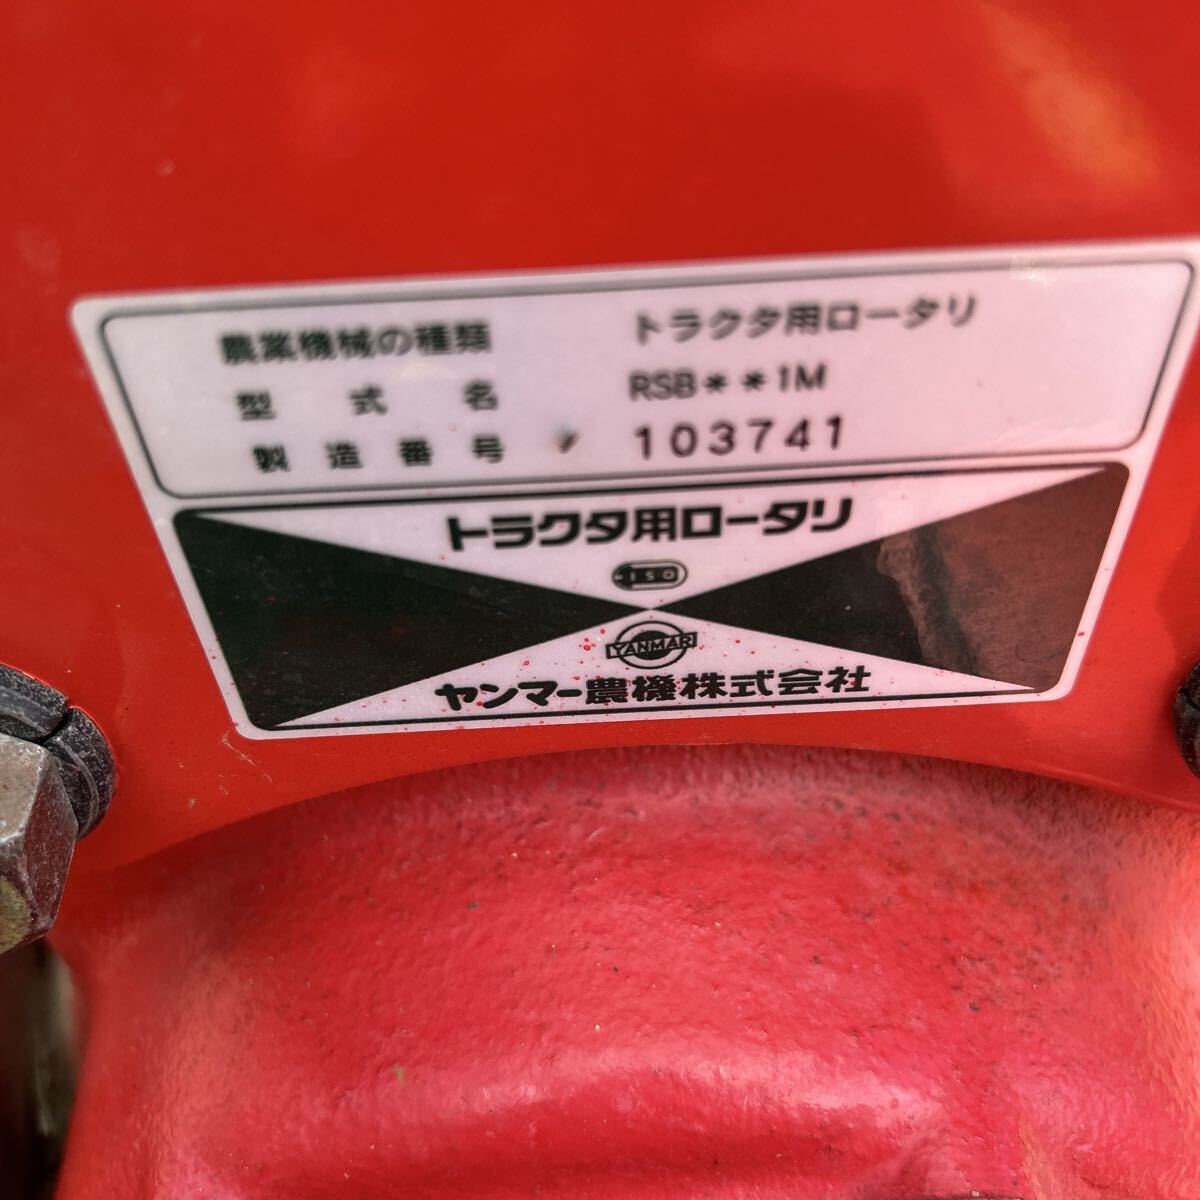 農業機械の種類 トラクタ用ロータリ
型式名 RSB**1M
製造番号 103741
トラクタ用ロータリ
ISO
YANMAR
ヤンマー農機株式会社